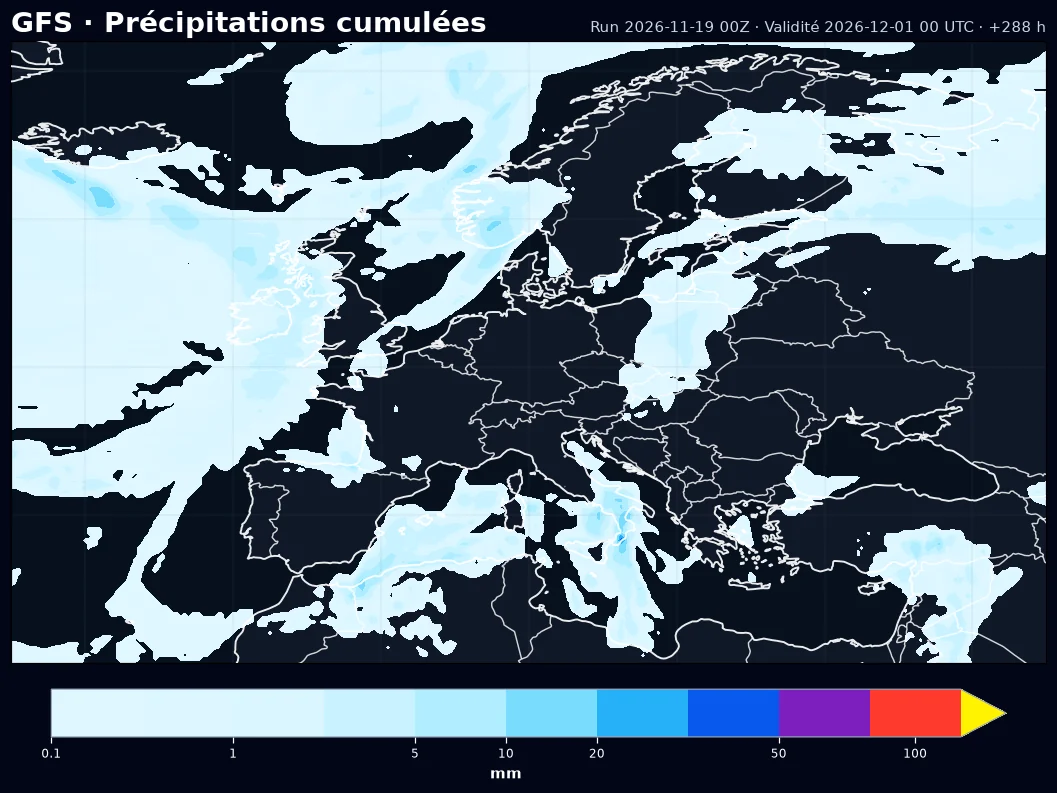 GFS · Précipitations cumulées
Run 2026-11-19 00Z · Validité 2026-12-01 00 UTC · +288 h
0.1 1 5 10 20 50 100
mm